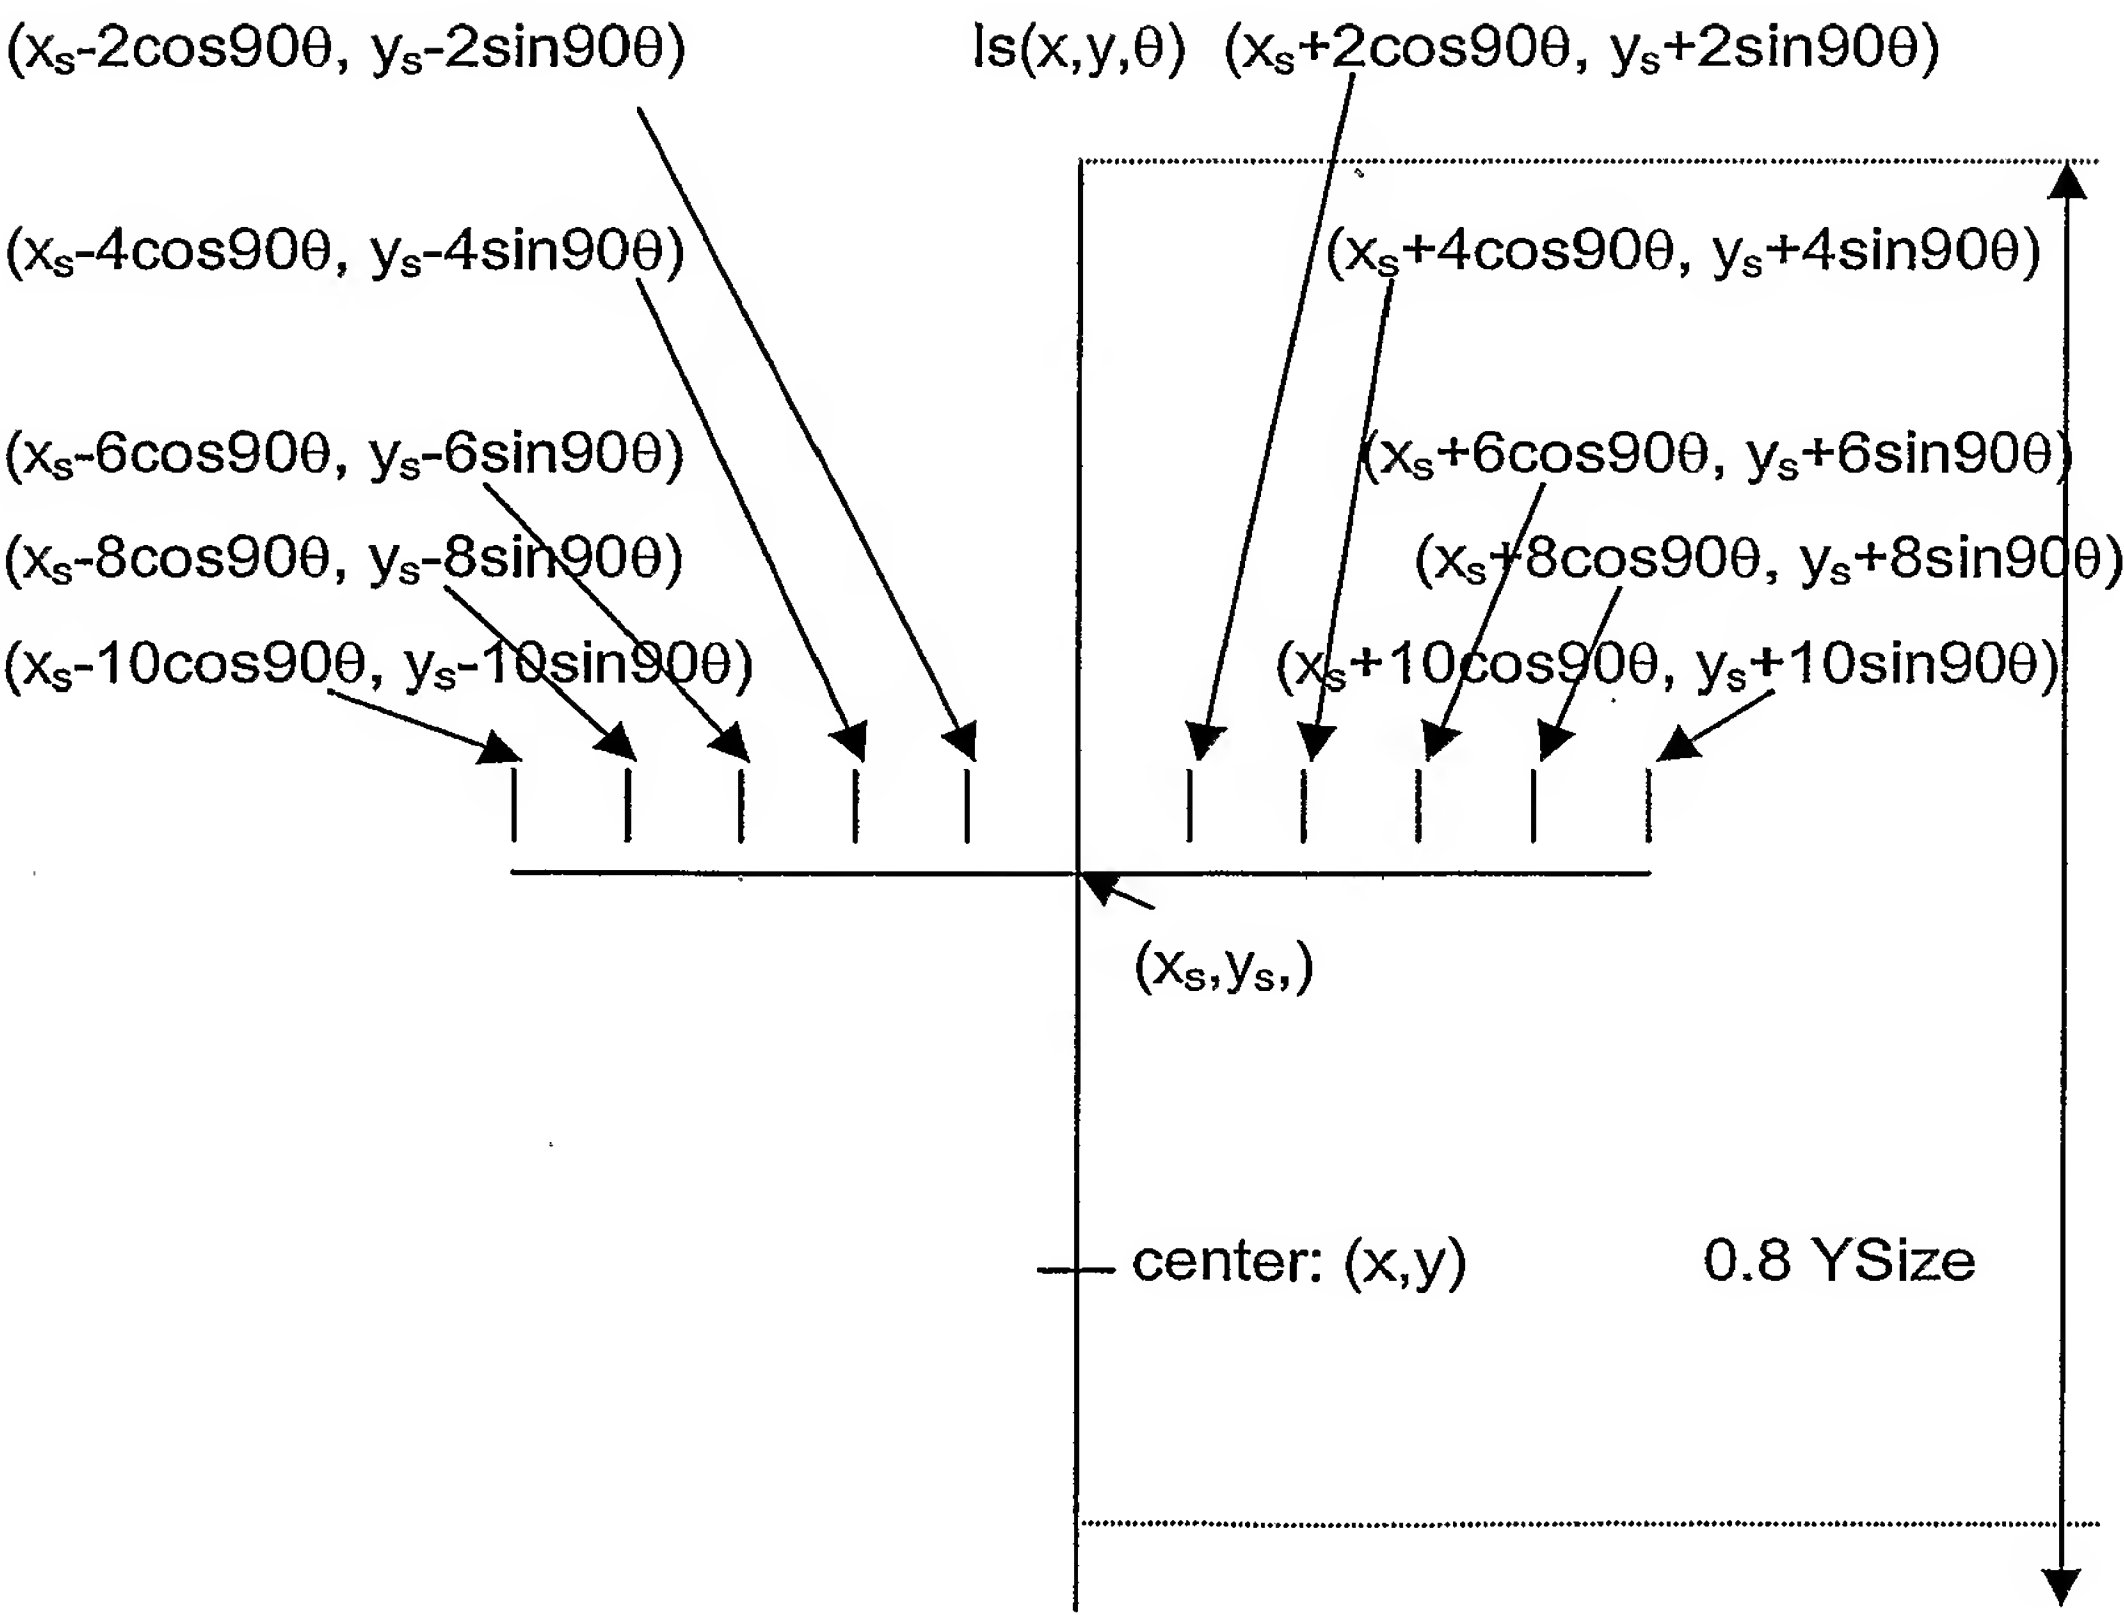 (xs-2cos90θ, ys-2sin90θ)
ls(x,y,θ) (xs+2cos90θ, ys+2sin90θ)
(xs-4cos90θ, ys-4sin90θ)
(xs+4cos90θ, ys+4sin90θ)
(xs-6cos90θ, ys-6sin90θ)
(xs+6cos90θ, ys+6sin90θ)
(xs-8cos90θ, ys-8sin90θ)
(xs+8cos90θ, ys+8sin90θ)
(xs-10cos90θ, ys-10sin90θ)
(xs+10cos90θ, ys+10sin90θ)
(xs,ys,)
center: (x,y)
0.8 YSize